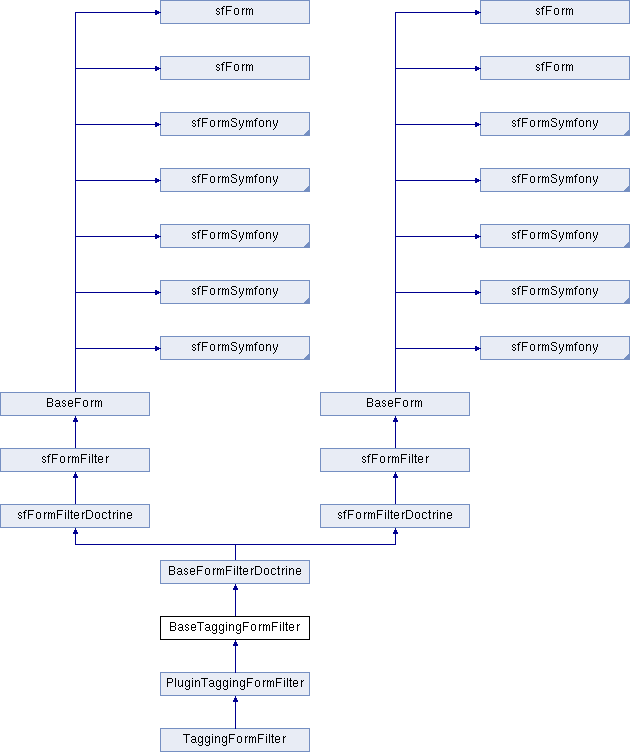 sfForm sfForm
sfForm sfForm
sfFormSymfony sfFormSymfony
sfFormSymfony sfFormSymfony
sfFormSymfony sfFormSymfony
sfFormSymfony sfFormSymfony
sfFormSymfony sfFormSymfony
BaseForm BaseForm
sfFormFilter sfFormFilter
sfFormFilterDoctrine sfFormFilterDoctrine
BaseFormFilterDoctrine
BaseTaggingFormFilter
PluginTaggingFormFilter
TaggingFormFilter